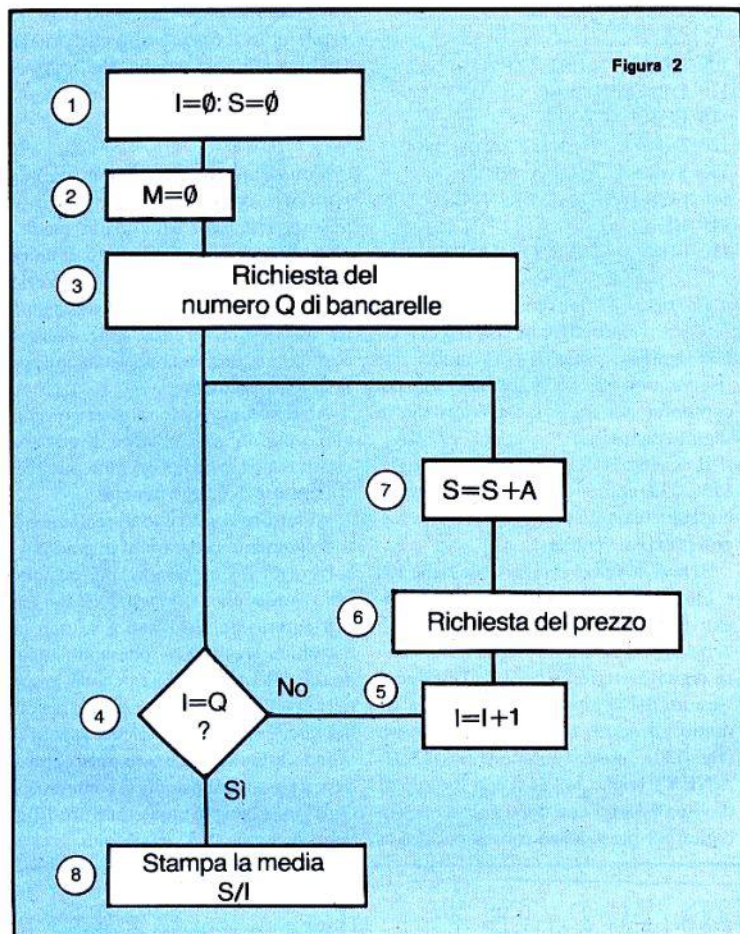 Figura 2
1
I=Ø: S=Ø
2
M=Ø
3
Richiesta del
numero Q di bancarelle
7
S=S+A
6
Richiesta del prezzo
4
I=Q
?
No
5
I=I+1
Sì
8
Stampa la media
S/I